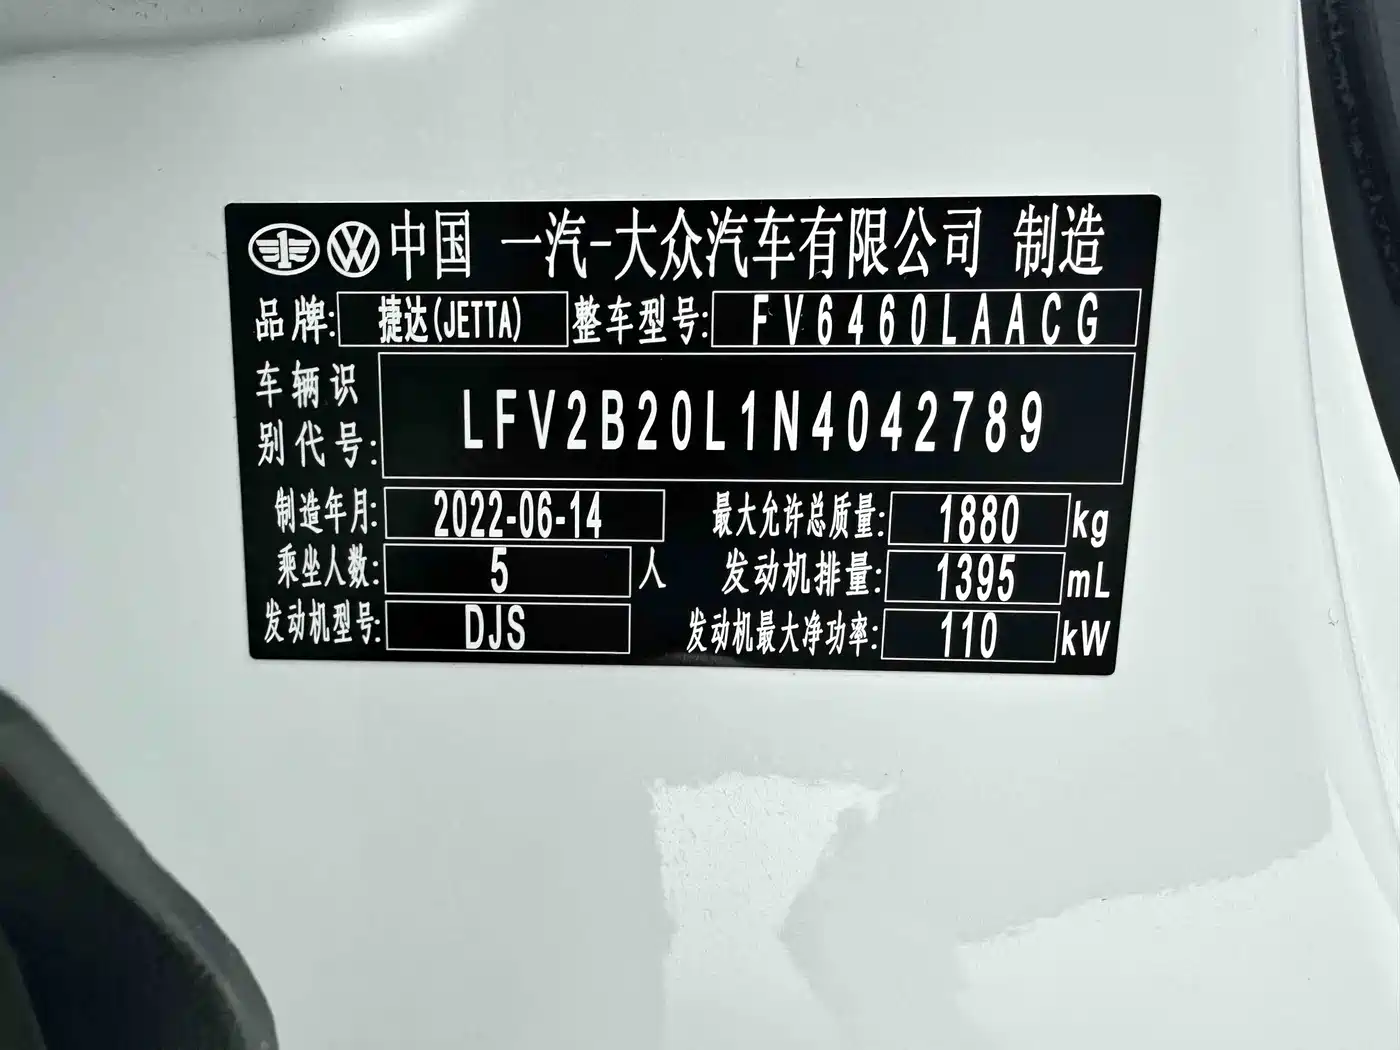 中国 一汽-大众汽车有限公司 制造
品牌: 捷达(JETTA) 整车型号: FV6460LAACG
车辆识别代号: LFV2B20L1N4042789
制造年月: 2022-06-14 最大允许总质量: 1880 kg
乘坐人数: 5 人 发动机排量: 1395 mL
发动机型号: DJS 发动机最大净功率: 110 kW